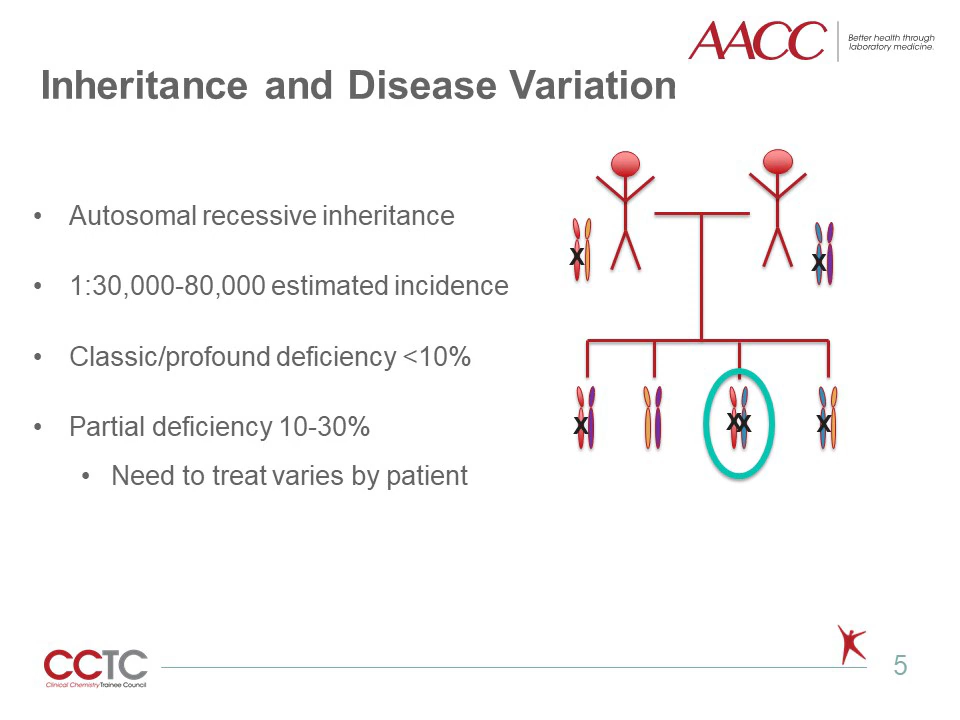 AACC
Better health through
laboratory medicine.
Inheritance and Disease Variation
• Autosomal recessive inheritance
• 1:30,000-80,000 estimated incidence
• Classic/profound deficiency <10%
• Partial deficiency 10-30%
• Need to treat varies by patient
X
X
X
XX
X
CCTC
Clinical Chemistry Trainee Council
5